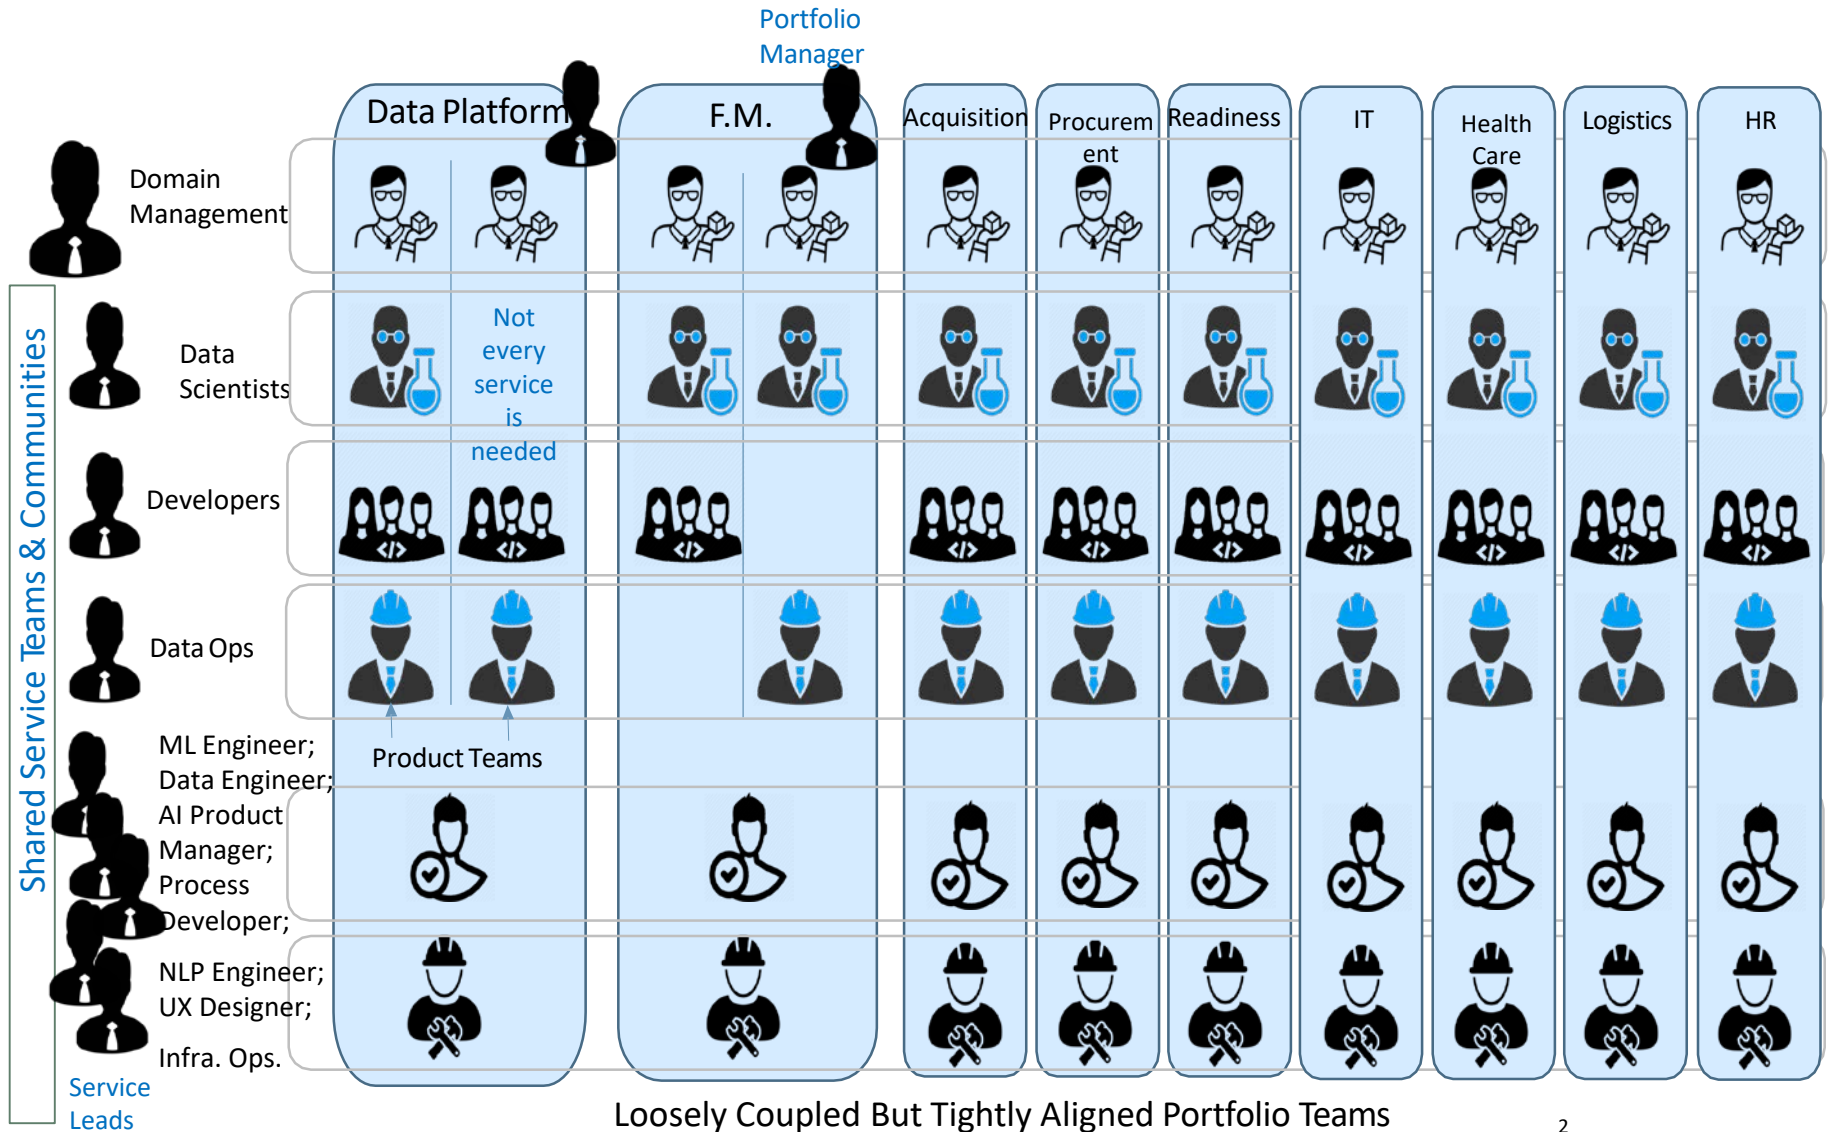 Portfolio
Manager
Data Platform
F.M.
Acquisition
Procurem
ent
Readiness
IT
Health
Care
Logistics
HR
Domain
Management
Shared Service Teams & Communities
Data
Scientists
Not
every
service
is
needed
Developers
</>
</>
</>
</>
</>
</>
</>
</>
</>
</>
Data Ops
Product Teams
ML Engineer;
Data Engineer;
AI Product
Manager;
Process
Developer;
NLP Engineer;
UX Designer;
Infra. Ops.
Service
Leads
Loosely Coupled But Tightly Aligned Portfolio Teams
2